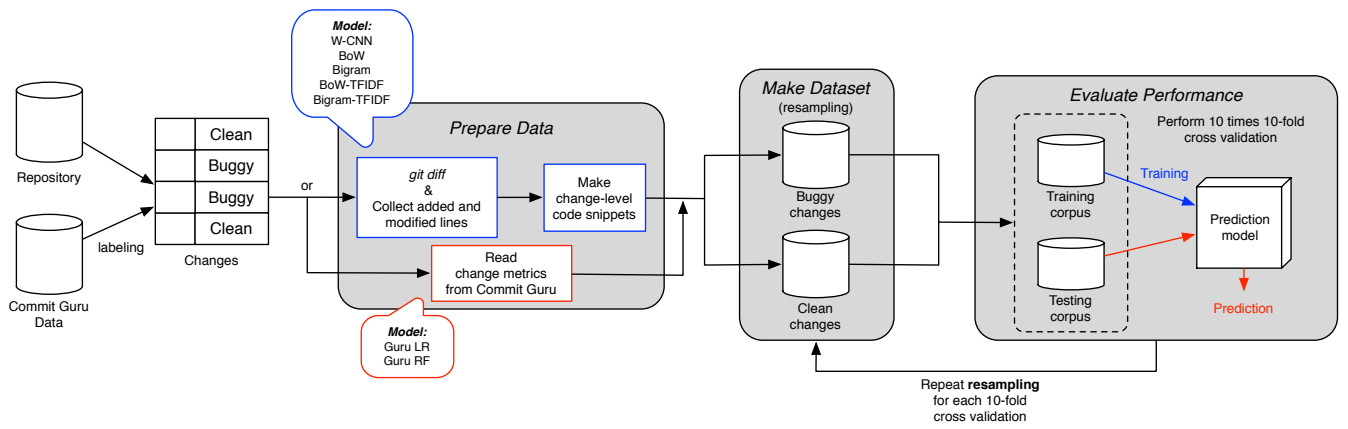 Repository
Commit Guru
Data
labeling
Clean
Buggy
Buggy
Clean
Changes
or
Model:
W-CNN
BoW
Bigram
BoW-TFIDF
Bigram-TFIDF
Prepare Data
git diff
&
Collect added and
modified lines
Make
change-level
code snippets
Read
change metrics
from Commit Guru
Model:
Guru LR
Guru RF
Make Dataset
(resampling)
Buggy
changes
Clean
changes
Evaluate Performance
Perform 10 times 10-fold
cross validation
Training
corpus
Training
Testing
corpus
Prediction
model
Prediction
Repeat resampling
for each 10-fold
cross validation